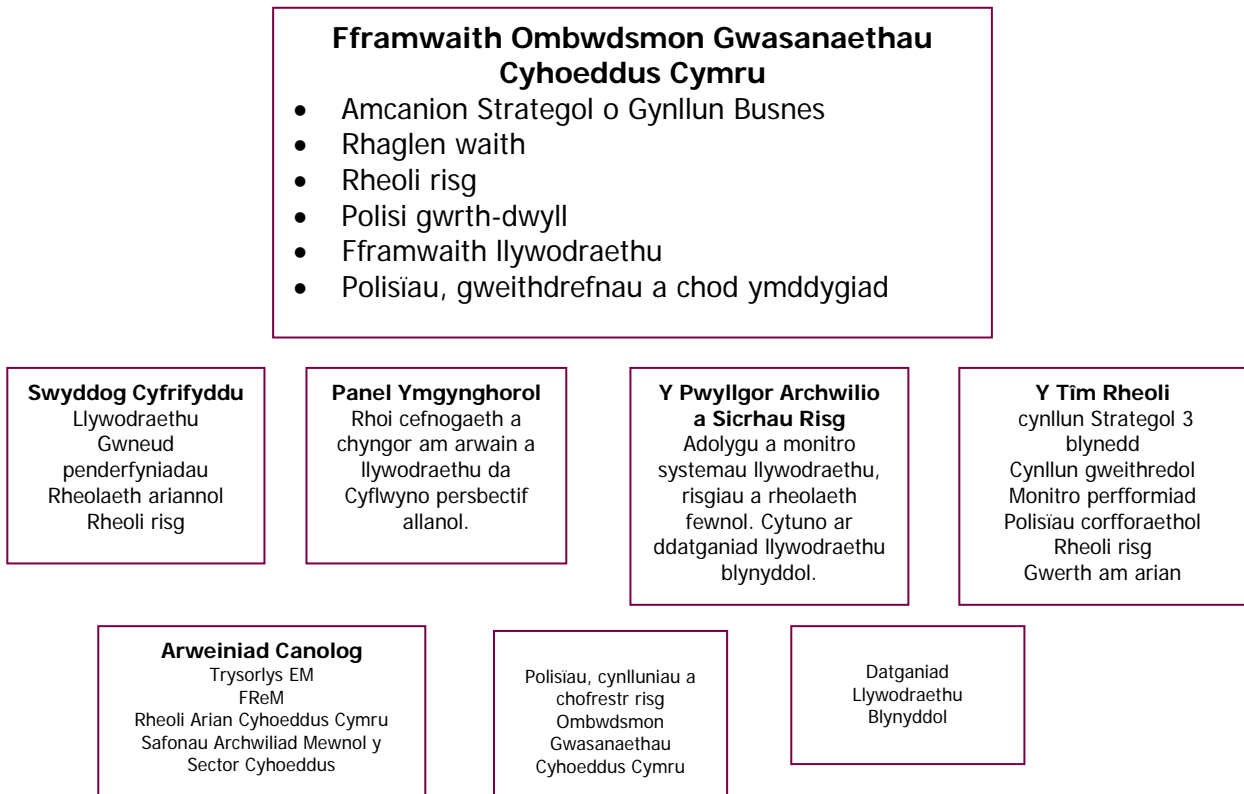 Fframwaith Ombwdsmon Gwasanaethau
Cyhoeddus Cymru
• Amcanion Strategol o Gynllun Busnes
• Rhaglen waith
• Rheoli risg
• Polisi gwrth-dwyll
• Fframwaith llywodraethu
• Polisïau, gweithdrefnau a chod ymddygiad
Swyddog Cyfrifyddu
Llywodraethu
Gwneud
penderfyniadau
Rheolaeth ariannol
Rheoli risg
Panel Ymgynghorol
Rhoi cefnogaeth a
chyngor am arwain a
llywodraethu da
Cyflwyno persbectif
allanol.
Y Pwyllgor Archwilio
a Sicrhau Risg
Adolygu a monitro
systemau llywodraethu,
risgiau a rheolaeth
fewnol. Cytuno ar
ddatganiad llywodraethu
blynyddol.
Y Tîm Rheoli
cynllun Strategol 3
blynedd
Cynllun gweithredol
Monitro perfformiad
Polisïau corfforaethol
Rheoli risg
Gwerth am arian
Arweiniad Canolog
Trysorlys EM
FReM
Rheoli Arian Cyhoeddus Cymru
Safonau Archwiliad Mewnol y
Sector Cyhoeddus
Polisïau, cynlluniau a
chofrestr risg
Ombwdsmon
Gwasanaethau
Cyhoeddus Cymru
Datganiad
Llywodraethu
Blynyddol